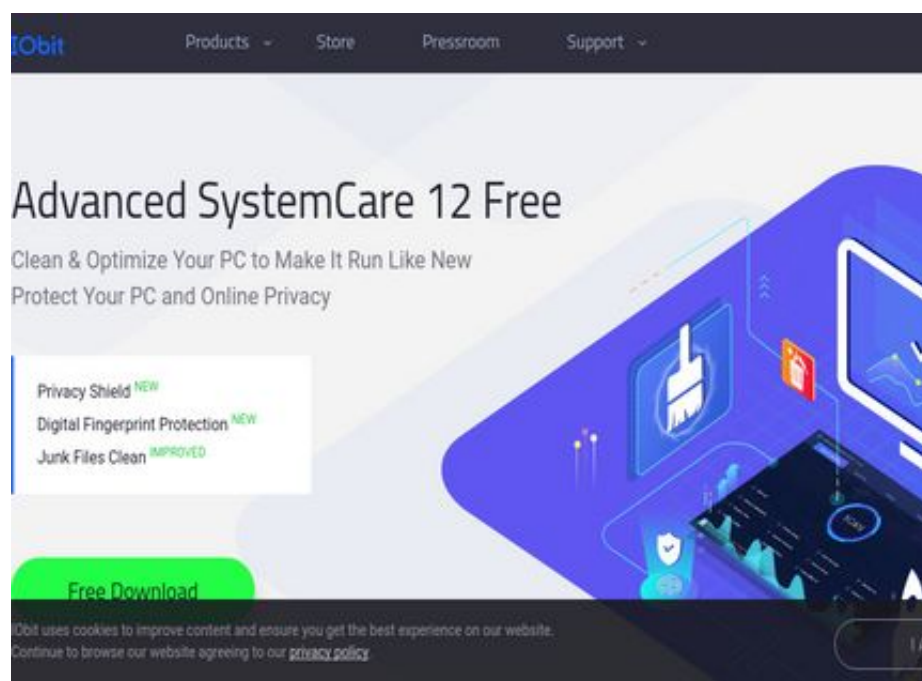 IObit
Products
Store
Pressroom
Support
Advanced SystemCare 12 Free
Clean & Optimize Your PC to Make It Run Like New
Protect Your PC and Online Privacy
Privacy Shield NEW
Digital Fingerprint Protection NEW
Junk Files Clean IMPROVED
SCAN
Free Download
IObit uses cookies to improve content and ensure you get the best experience on our website.
Continue to browse our website agreeing to our privacy policy.